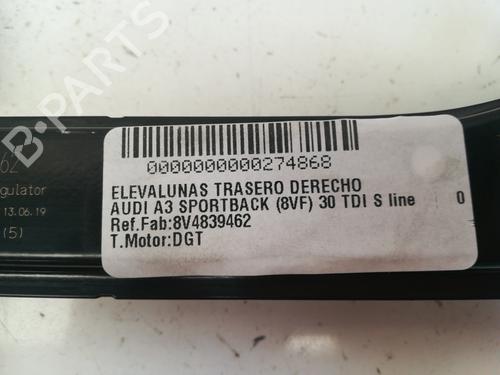 B-PARTS
62
gulator
13.06.19
(5)
0000000000274868
ELEVALUNAS TRASERO DERECHO
AUDI A3 SPORTBACK (8VF) 30 TDI S line 0
Ref.Fab:8V4839462
T.Motor:DGT